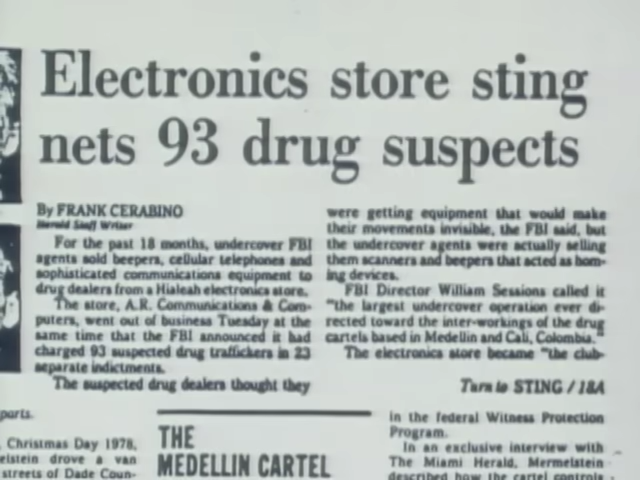 Electronics store sting
nets 93 drug suspects
By FRANK CERABINO
Herald Staff Writer
For the past 18 months, undercover FBI
agents sold beepers, cellular telephones and
sophisticated communications equipment to
drug dealers from a Hialeah electronics store.
The store, A.R. Communications & Com-
puters, went out of business Tuesday at the
same time that the FBI announced it had
charged 93 suspected drug traffickers in 23
separate indictments.
The suspected drug dealers thought they
were getting equipment that would make
their movements invisible, the FBI said, but
the undercover agents were actually selling
them scanners and beepers that acted as hom-
ing devices.
FBI Director William Sessions called it
"the largest undercover operation ever di-
rected toward the inter-workings of the drug
cartels based in Medellin and Cali, Colombia."
The electronics store became "the club-
Turn to STING / 18A
parts.
Christmas Day 1978,
elstein drove a van
streets of Dade Coun-
THE
MEDELLIN CARTEL
in the federal Witness Protection
Program.
In an exclusive interview with
The Miami Herald, Mermelstein
described how the cartel controls